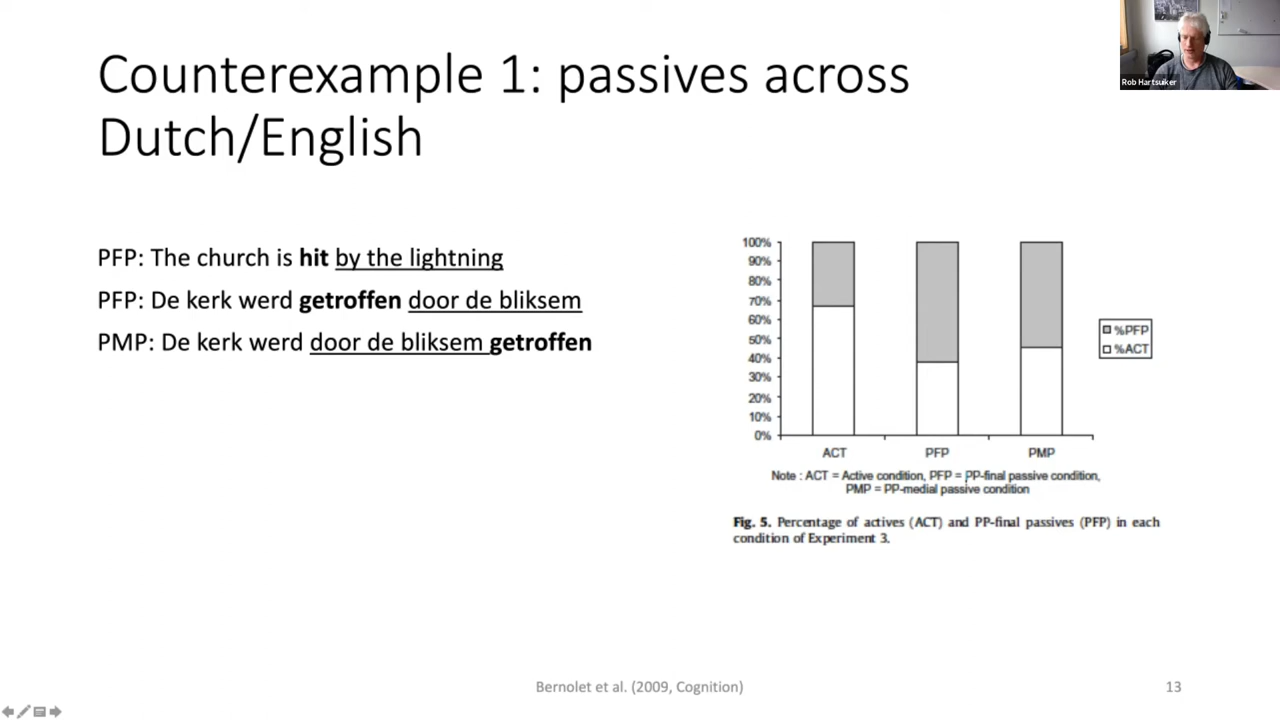 Counterexample 1: passives across
Dutch/English
Rob Hartsuiker
PFP: The church is hit by the lightning
PFP: De kerk werd getroffen door de bliksem
PMP: De kerk werd door de bliksem getroffen
100%
90%
80%
70%
60%
50%
40%
30%
20%
10%
0%
ACT
PFP
PMP
%PFP
%ACT
Note : ACT = Active condition, PFP = PP-final passive condition,
PMP = PP-medial passive condition
Fig. 5. Percentage of actives (ACT) and PP-final passives (PFP) in each
condition of Experiment 3.
Bernolet et al. (2009, Cognition)
13